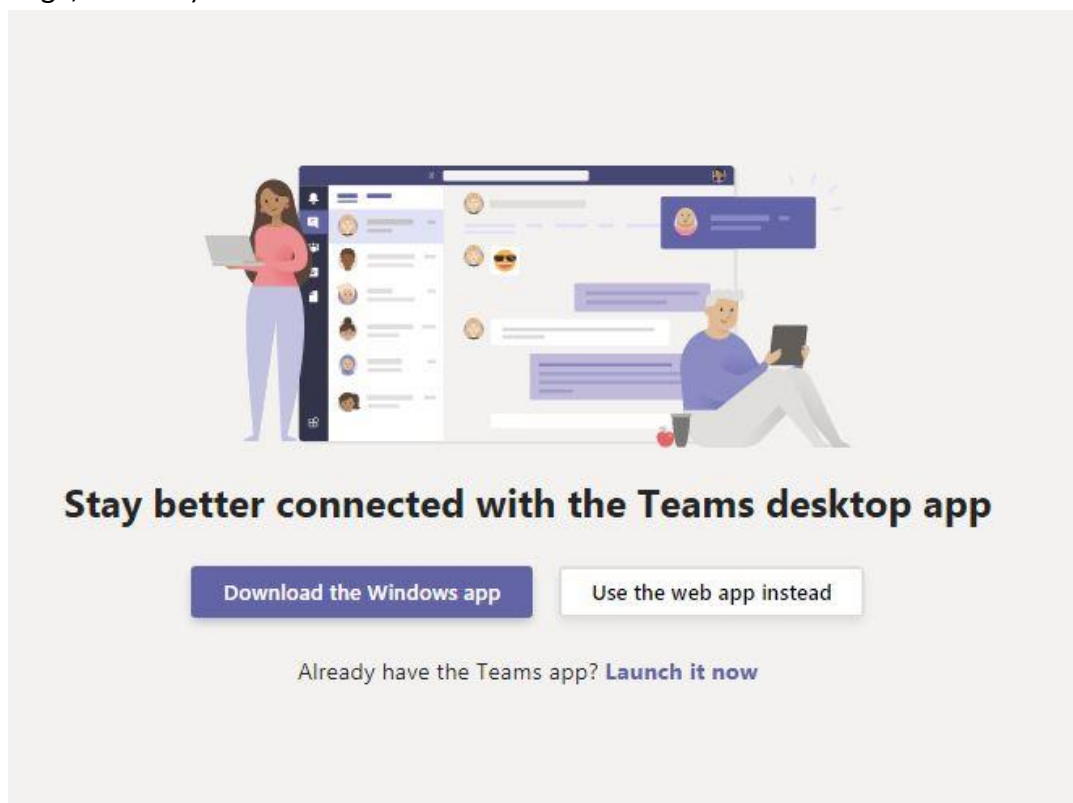 Stay better connected with the Teams desktop app
Download the Windows app
Use the web app instead
Already have the Teams app? Launch it now